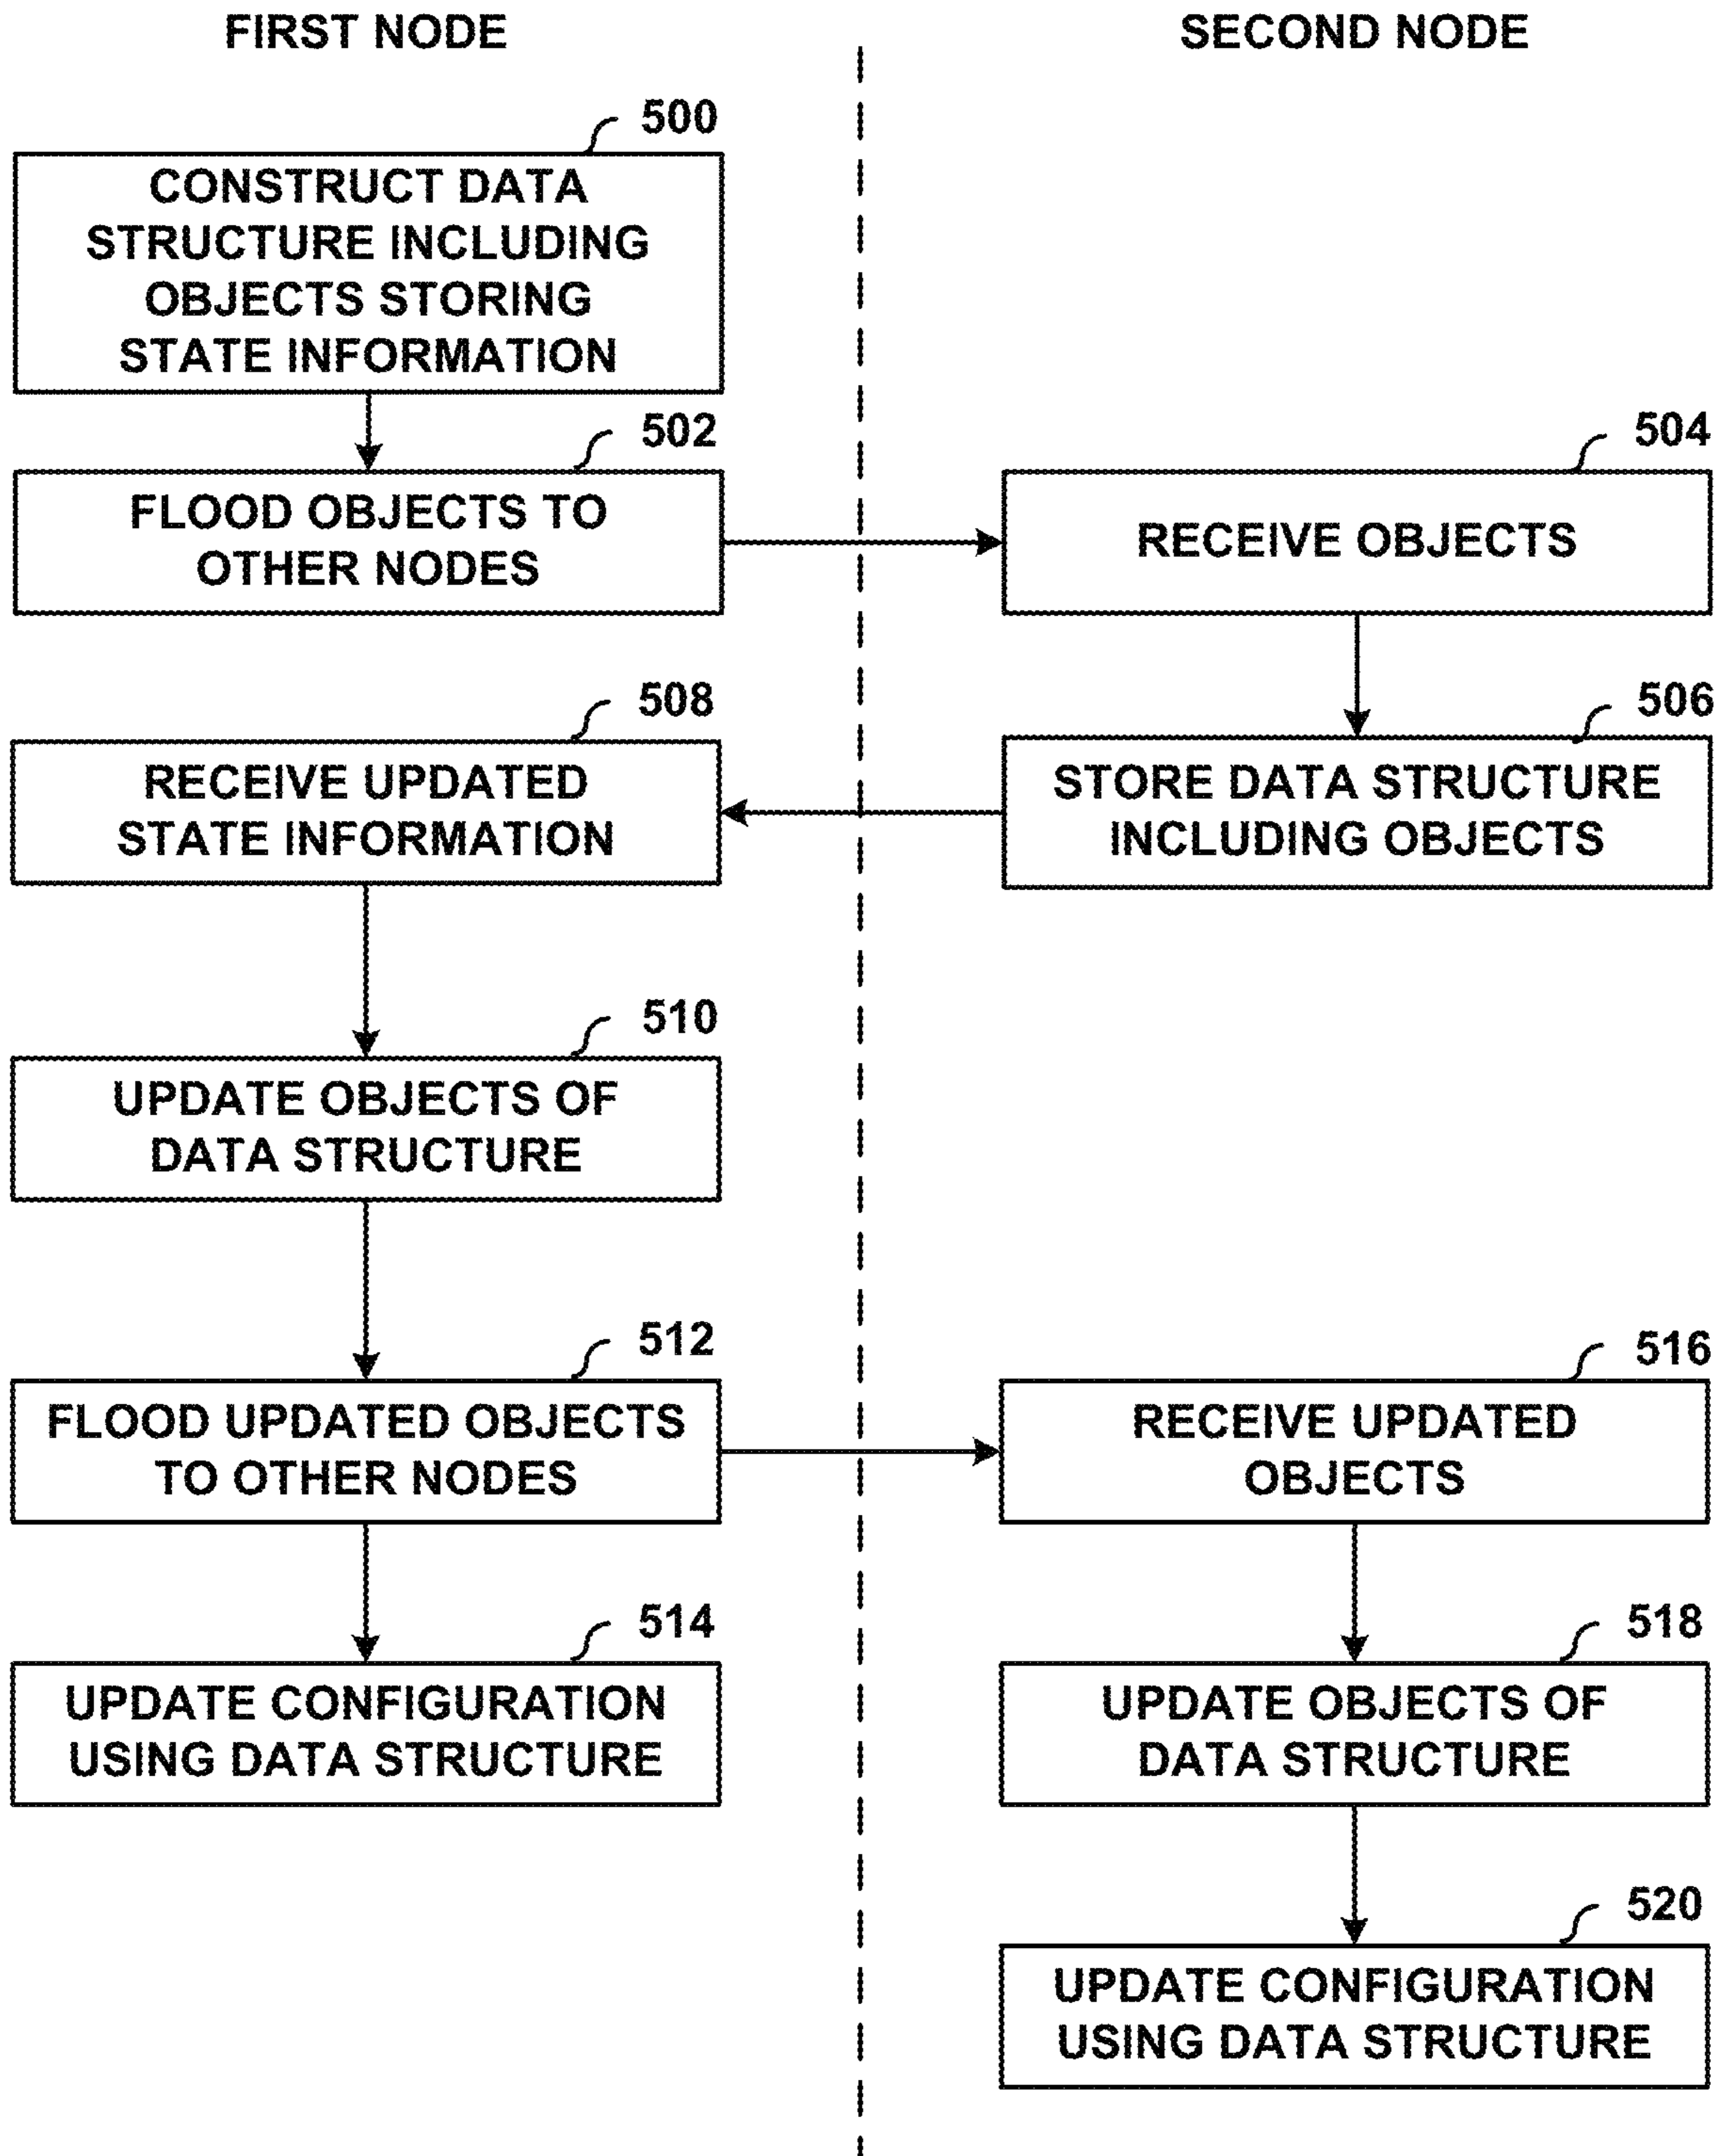 FIRST NODE
SECOND NODE
500
CONSTRUCT DATA
STRUCTURE INCLUDING
OBJECTS STORING
STATE INFORMATION
502
FLOOD OBJECTS TO
OTHER NODES
504
RECEIVE OBJECTS
506
STORE DATA STRUCTURE
INCLUDING OBJECTS
508
RECEIVE UPDATED
STATE INFORMATION
510
UPDATE OBJECTS OF
DATA STRUCTURE
512
FLOOD UPDATED OBJECTS
TO OTHER NODES
514
UPDATE CONFIGURATION
USING DATA STRUCTURE
516
RECEIVE UPDATED
OBJECTS
518
UPDATE OBJECTS OF
DATA STRUCTURE
520
UPDATE CONFIGURATION
USING DATA STRUCTURE